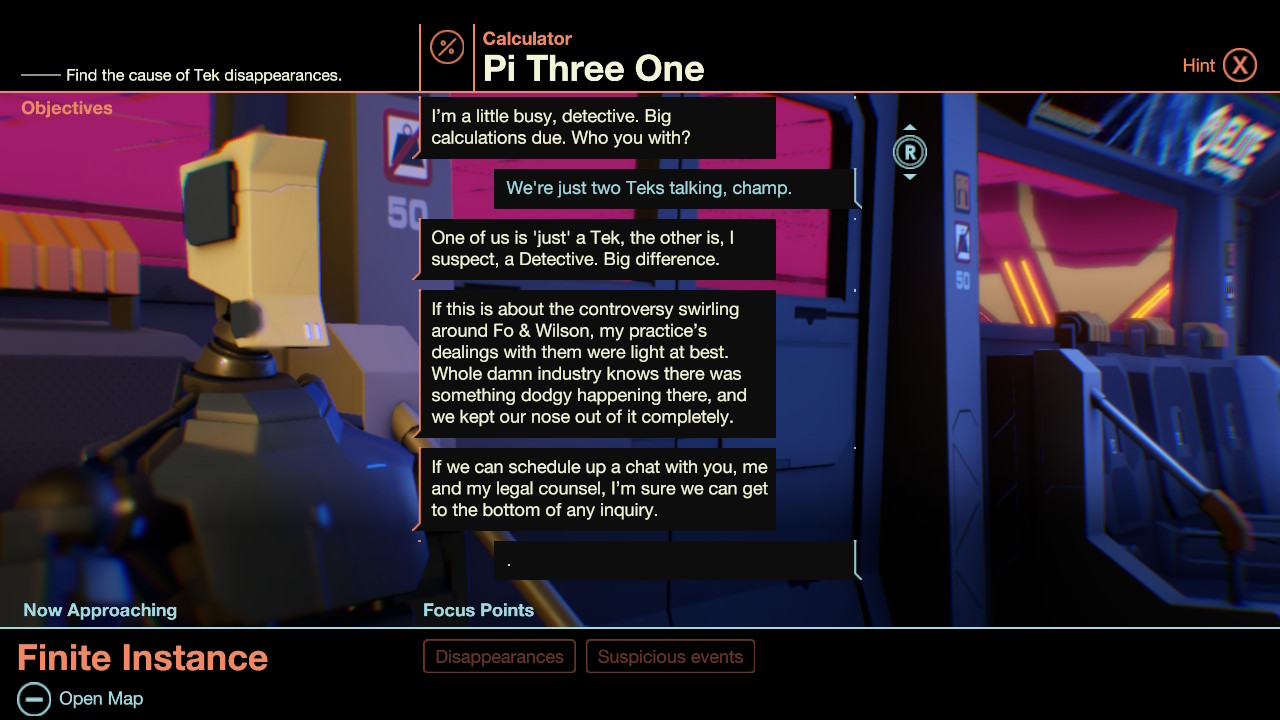 Calculator
Pi Three One
Find the cause of Tek disappearances.
Objectives
Hint X
I'm a little busy, detective. Big
calculations due. Who you with?
We're just two Teks talking, champ.
One of us is 'just' a Tek, the other is, I
suspect, a Detective. Big difference.
If this is about the controversy swirling
around Fo & Wilson, my practice's
dealings with them were light at best.
Whole damn industry knows there was
something dodgy happening there, and
we kept our nose out of it completely.
If we can schedule up a chat with you, me
and my legal counsel, I'm sure we can get
to the bottom of any inquiry.
.
R
50
50
ELITE
Now Approaching
Finite Instance
Open Map
Focus Points
Disappearances
Suspicious events